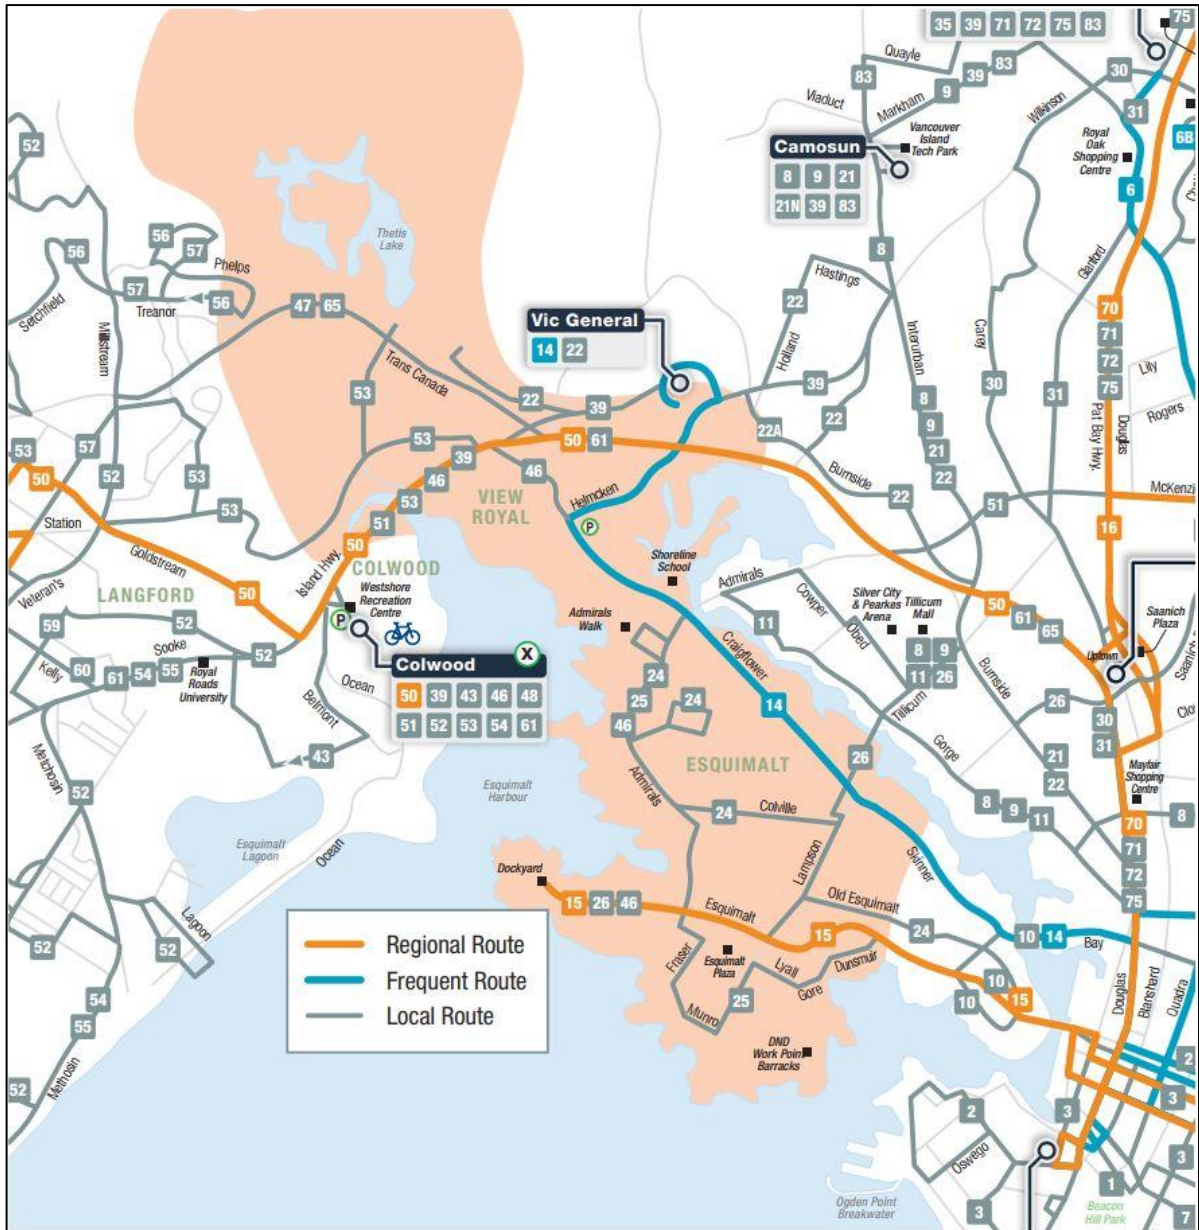 35 39 71 72 75 83
75
Quayle
83
83
39
9
30
Viaduct
Markham
Wilkinson
31
Vancouver
Island
Tech Park
Royal
Oak
Shopping
Centre
6B
52
Camosun
8 9 21
21N 39 83
6
Thetis
Lake
56
57
56
Phelps
57
56
Treanor
Setchfield
Millstream
8
Hastings
Glanford
47 65
22
Holland
Interurban
Carey
70
71
72
75
Lily
Rogers
Vic General
14 22
Trans Canada
53
22
39
39
30
31
8
9
21
22
Pat Bay Hwy.
Douglas
22
22A
53
57
53
50 61
53
50
52
39
46
46
Burnside
22
51
McKenzi
VIEW
ROYAL
Helmcken
P
53
53
51
16
Station
50
Goldstream
Island Hwy.
COLWOOD
Shoreline
School
Admirals
Veteran's
LANGFORD
50
Westshore
Recreation
Centre
P
Admirals
Walk
11
Cowper
Obed
Silver City
& Pearkes
Arena
Tillicum
Mall
50
61
65
Saanich
Plaza
59
52
Sooke
52
Kelly
60 61 54 55
Royal
Roads
University
Colwood X
50 39 43 46 48
51 52 53 54 61
Ocean
Belmont
43
24
25
24
46
Craigflower
14
8 9
11 26
Tillicum
Burnside
Uptown
Saanich
26
30
31
Clo
Metchosin
52
Admirals
ESQUIMALT
26
Gorge
21
22
Mayfair
Shopping
Centre
Esquimalt
Harbour
24
Colville
8 9 11
8
70
71
72
75
Esquimalt
Lagoon
Ocean
Lampson
Skinner
Dockyard
15 26 46
Esquimalt
Old Esquimalt
24
10 14
Bay
Lagoon
52
52
15
Regional Route
Frequent Route
Local Route
Fraser
Esquimalt
Plaza
Lyall
Gore
Dunsmuir
25
Munro
10
10
15
Douglas
Blanshard
Quadra
54
55
52
Methosin
DND
Work Point
Barracks
2
3
3
2
Oswego
3
3
1
7
Ogden Point
Breakwater
Beacon
Hill Park